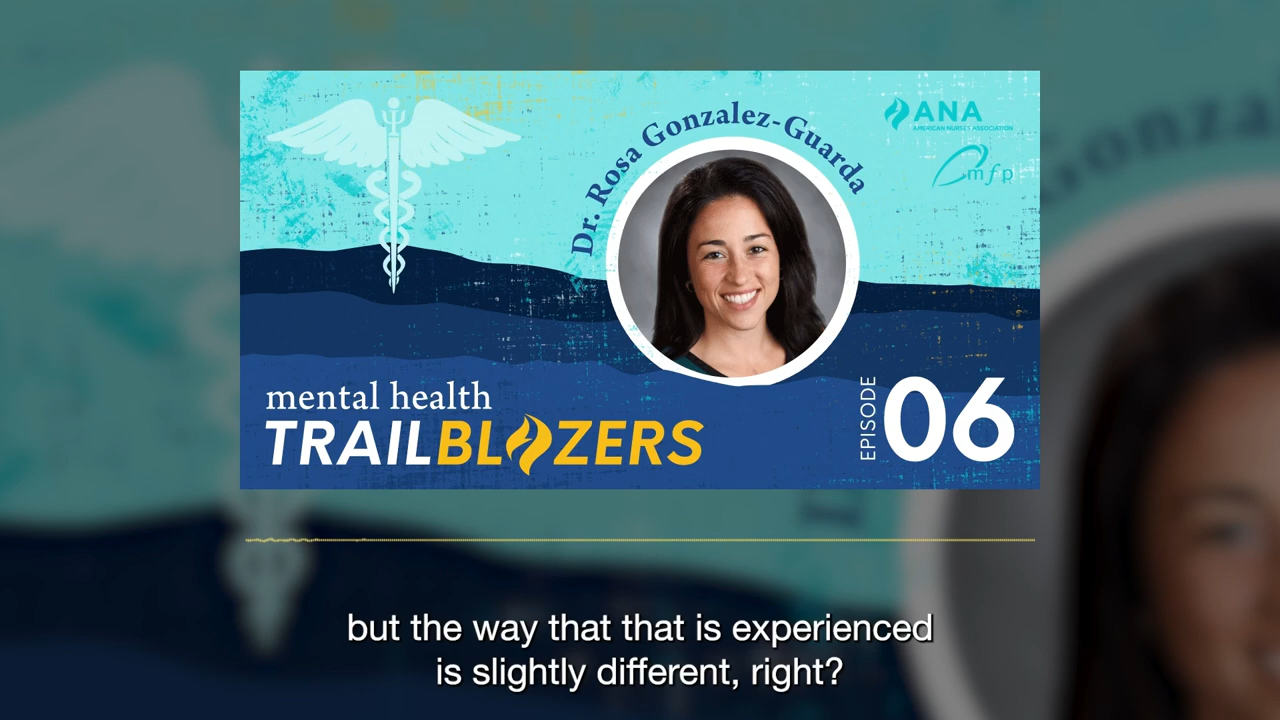 Dr. Rosa Gonzalez-Guarda
ANA
AMERICAN NURSES ASSOCIATION
mfp
mental health
TRAILBLAZERS
EPISODE 06
but the way that that is experienced
is slightly different, right?